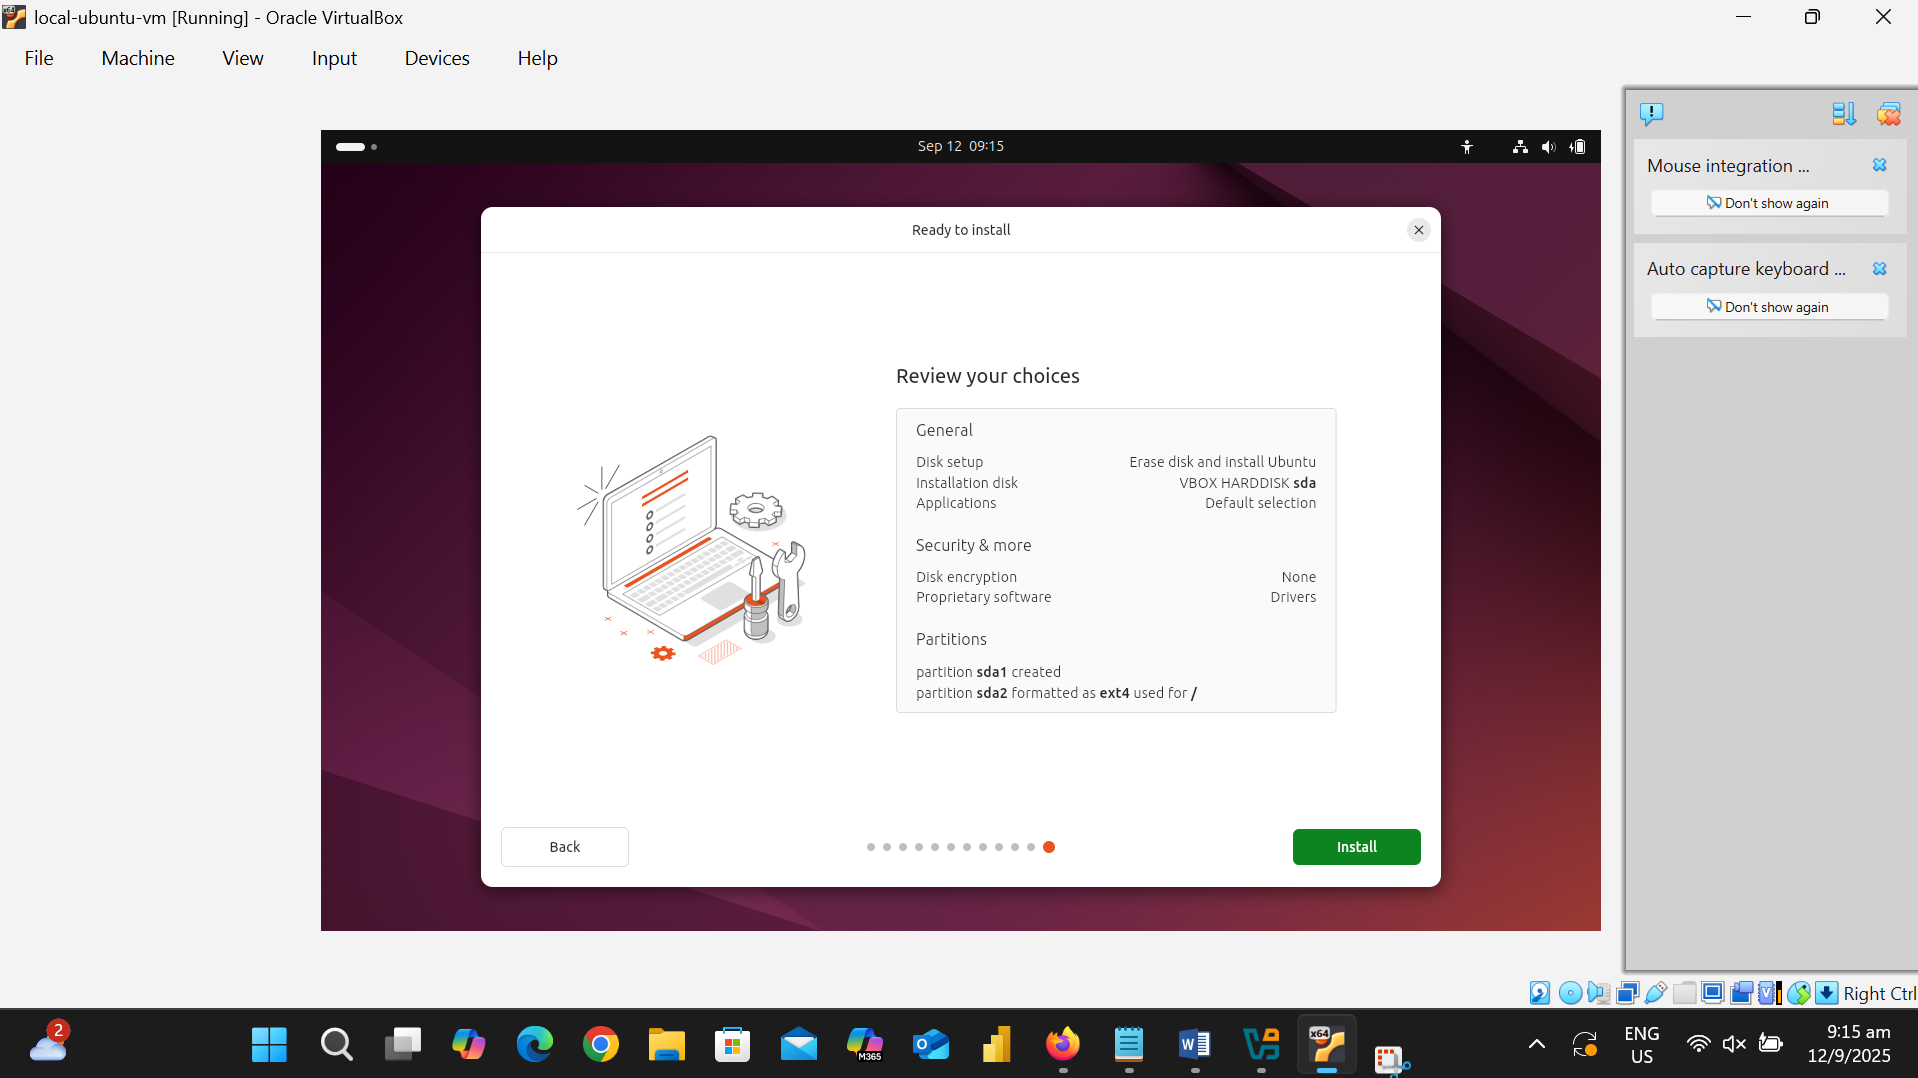 local-ubuntu-vm [Running] - Oracle VirtualBox
File Machine View Input Devices Help
Sep 12 09:15
Ready to install
Review your choices
General
Disk setup Erase disk and install Ubuntu
Installation disk VBOX HARDDISK sda
Applications Default selection
Security & more
Disk encryption None
Proprietary software Drivers
Partitions
partition sda1 created
partition sda2 formatted as ext4 used for /
Back
Install
Mouse integration ...
Don't show again
Auto capture keyboard ...
Don't show again
Right Ctrl
2
M365
x64
ENG
US
9:15 am
12/9/2025